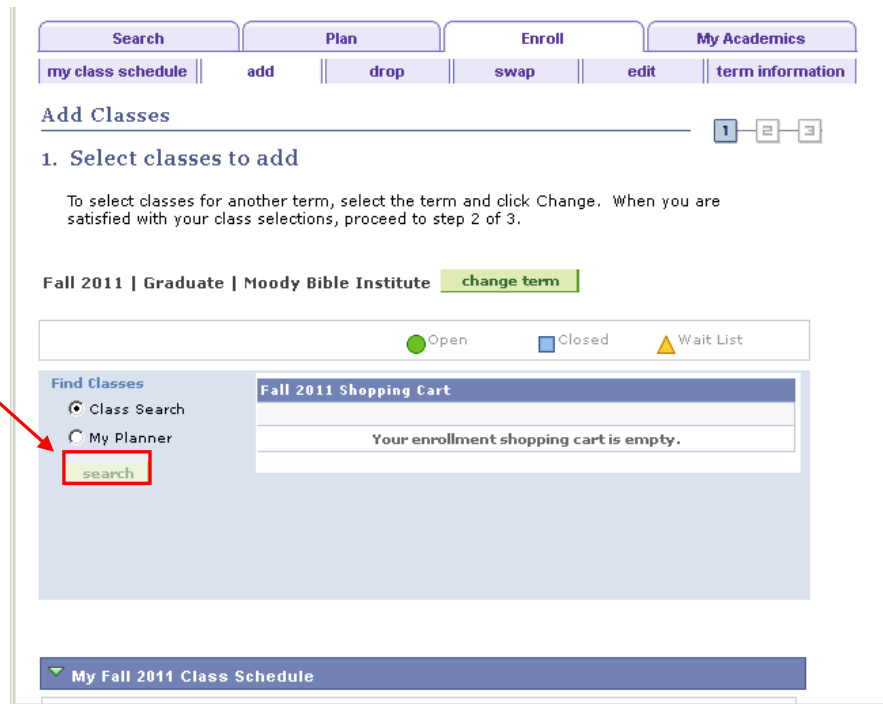 Search Plan Enroll My Academics
my class schedule add drop swap edit term information
Add Classes
1 2 3
1. Select classes to add
To select classes for another term, select the term and click Change. When you are
satisfied with your class selections, proceed to step 2 of 3.
Fall 2011 | Graduate | Moody Bible Institute change term
Open Closed Wait List
Find Classes
Class Search
My Planner
search
Fall 2011 Shopping Cart
Your enrollment shopping cart is empty.
My Fall 2011 Class Schedule